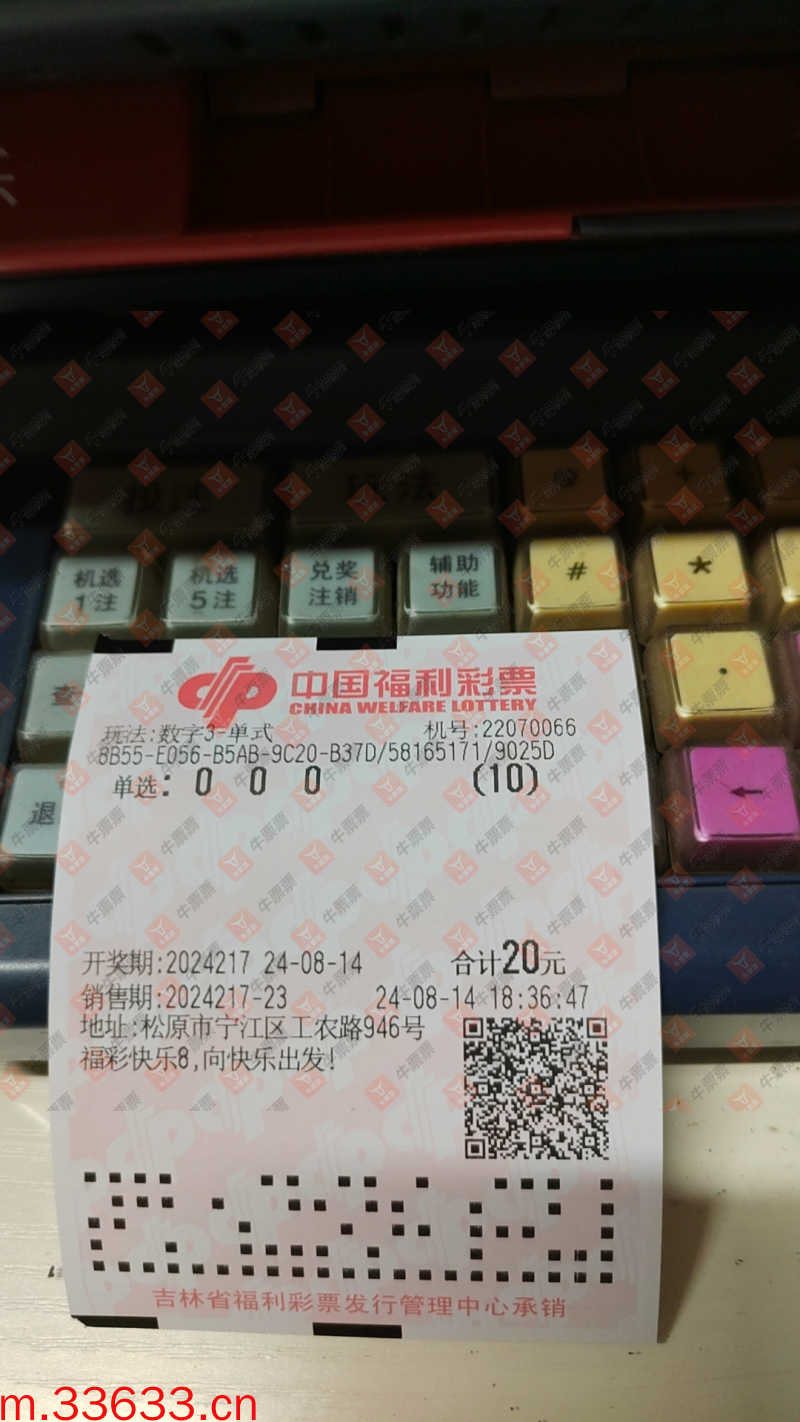 机选
1注
机选
5注
兑奖
注销
辅助
功能
#
*
查
退
←
中国福利彩票
CHINA WELFARE LOTTERY
玩法:数字3-单式 机号:22070066
8B55-E056-B5AB-9C20-B37D/58165171/9025D
单选: 0 0 0 (10)
开奖期:2024217 24-08-14 合计20元
销售期:2024217-23 24-08-14 18:36:47
地址:松原市宁江区工农路946号
福彩快乐8,向快乐出发!
吉林省福利彩票发行管理中心承销
牛票票
m.33633.cn